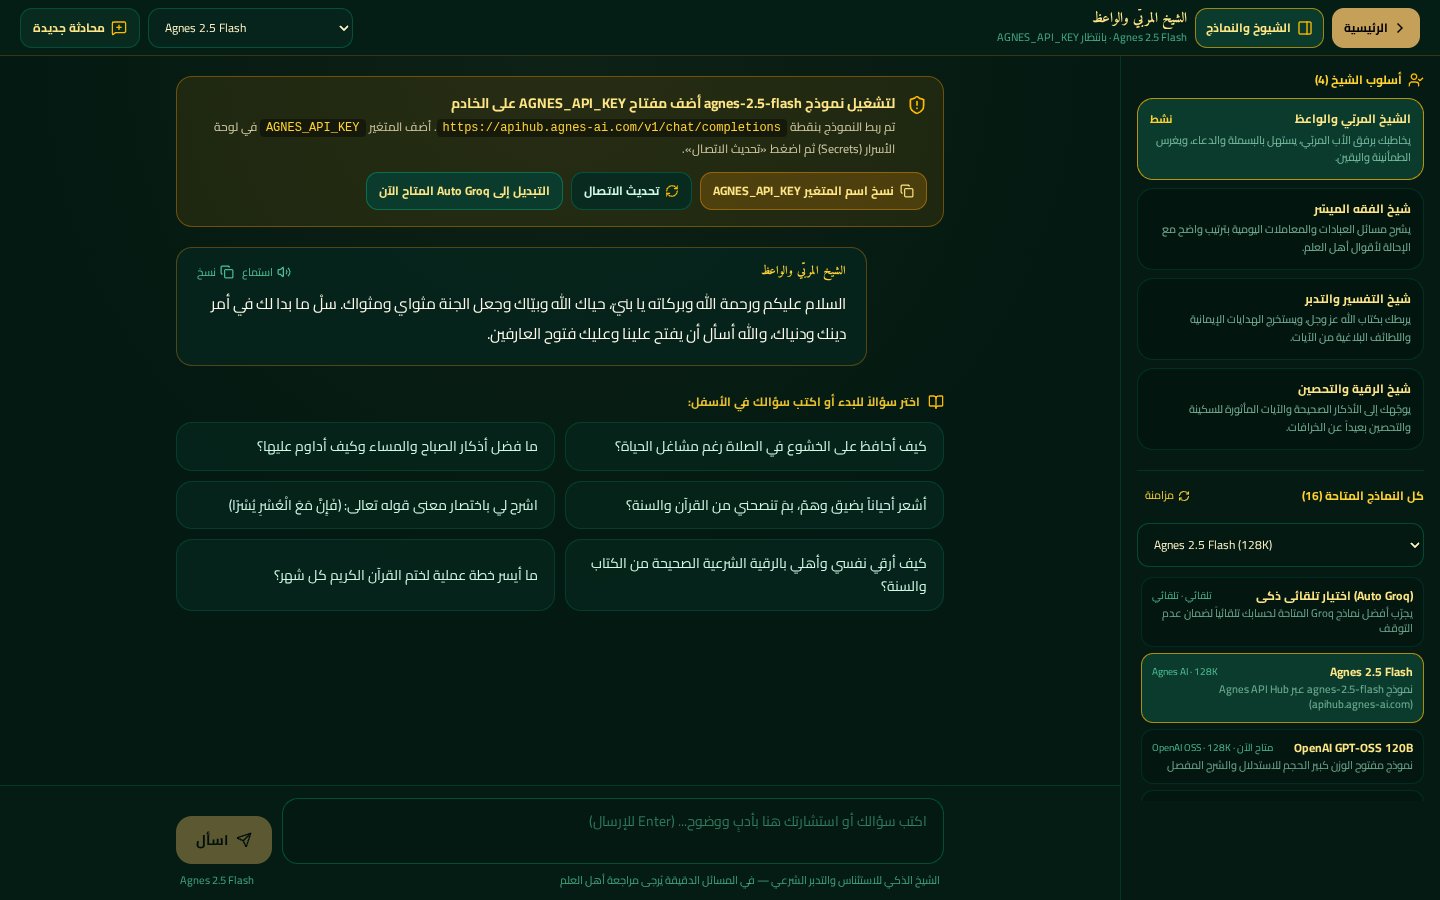 الرئيسية
الشيوخ والنماذج
الشيخ المربّي والواعظ
Agnes 2.5 Flash · بانتظار AGNES_API_KEY
Agnes 2.5 Flash
محادثة جديدة
أسلوب الشيخ (4)
الشيخ المربّي والواعظ
نشط
يخاطبك برفق الأب المربّي، يستهل بالبسملة والدعاء، ويغرس
الطمأنينة واليقين.
شيخ الفقه الميسّر
يشرح مسائل العبادات والمعاملات اليومية بترتيب واضح مع
الإحالة لأقوال أهل العلم.
شيخ التفسير والتدبر
يربطك بكتاب الله عز وجل، ويستخرج الهدايات الإيمانية
واللطائف البلاغية من الآيات.
شيخ الرقية والتحصين
يوجّهك إلى الأذكار الصحيحة والآيات المأثورة للسكينة
والتحصين بعيداً عن الخرافات.
كل النماذج المتاحة (16)
مزامنة
Agnes 2.5 Flash (128K)
اختيار تلقائي ذكي (Auto Groq)
تلقائي · تلقائي
يجرّب أفضل نماذج Groq المتاحة لحسابك تلقائياً لضمان عدم
التوقف
Agnes 2.5 Flash
Agnes AI · 128K
نموذج agnes-2.5-flash عبر Agnes API Hub
(apihub.agnes-ai.com)
OpenAI GPT-OSS 120B
OpenAI OSS · 128K · متاح الآن
نموذج مفتوح الوزن كبير الحجم للاستدلال والشرح المفصل
لتشغيل نموذج agnes-2.5-flash أضف مفتاح AGNES_API_KEY على الخادم
تم ربط النموذج بنقطة https://apihub.agnes-ai.com/v1/chat/completions. أضف المتغير AGNES_API_KEY في لوحة
الأسرار (Secrets) ثم اضغط «تحديث الاتصال».
نسخ اسم المتغير AGNES_API_KEY
تحديث الاتصال
التبديل إلى Auto Groq المتاح الآن
الشيخ المربّي والواعظ
استماع
نسخ
السلام عليكم ورحمة الله وبركاته يا بنيّ، حياك الله وبيّاك وجعل الجنة مثواي ومثواك. سلْ ما بدا لك في أمر
دينك ودنياك، والله أسأل أن يفتح علينا وعليك فتوح العارفين.
اختر سؤالاً للبدء أو اكتب سؤالك في الأسفل:
كيف أحافظ على الخشوع في الصلاة رغم مشاغل الحياة؟
ما فضل أذكار الصباح والمساء وكيف أداوم عليها؟
أشعر أحياناً بضيق وهمّ، بمَ تنصحني من القرآن والسنة؟
اشرح لي باختصار معنى قوله تعالى: (فَإِنَّ مَعَ الْعُسْرِ يُسْرًا)
كيف أرقي نفسي وأهلي بالرقية الشرعية الصحيحة من الكتاب
والسنة؟
ما أيسر خطة عملية لختم القرآن الكريم كل شهر؟
اكتب سؤالك أو استشارتك هنا بأدبٍ ووضوح... (Enter للإرسال)
اسأل
الشيخ الذكي للاستئناس والتدبر الشرعي — في المسائل الدقيقة يُرجى مراجعة أهل العلم
Agnes 2.5 Flash